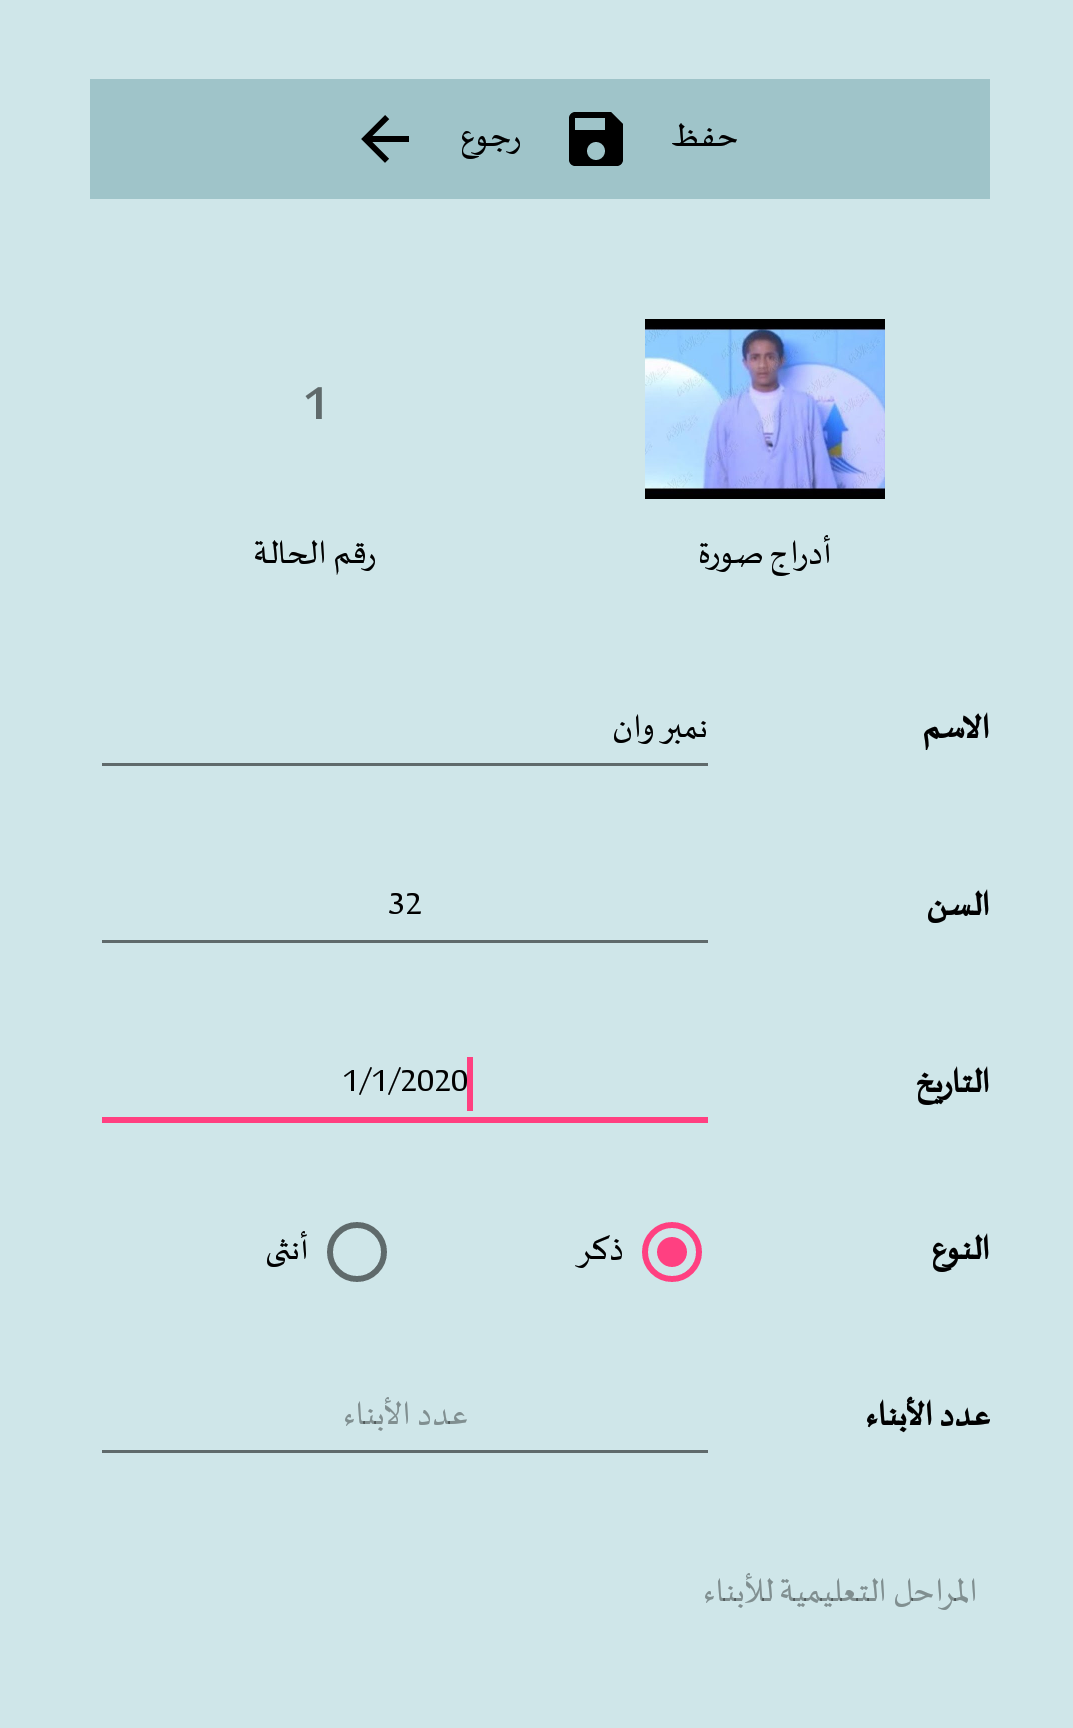 حفظ رجوع
1
أدراج صورة رقم الحالة
الاسم نمبر وان
السن 32
التاريخ 1/1/2020
النوع ذكر أنثى
عدد الأبناء عدد الأبناء
المراحل التعليمية للأبناء